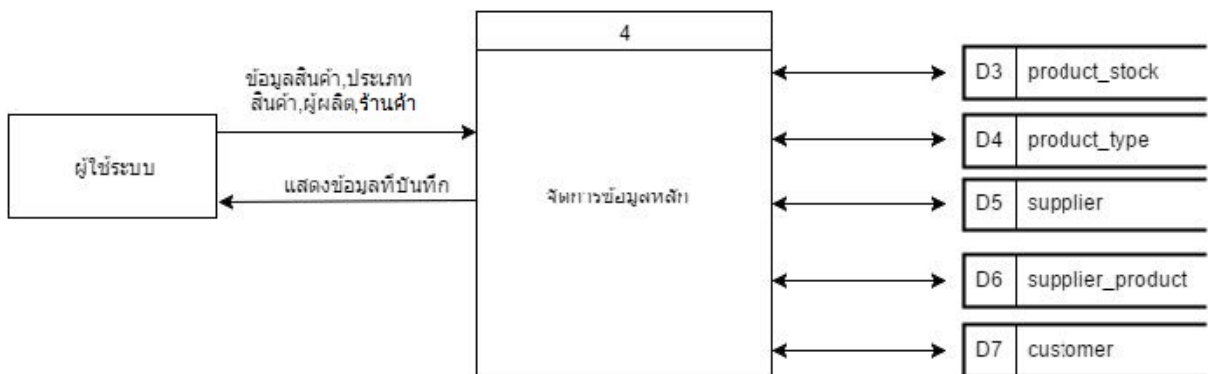 4
ข้อมูลสินค้า,ประเภท
สินค้า,ผู้ผลิต,ร้านค้า
ผู้ใช้ระบบ
แสดงข้อมูลที่บันทึก
จัดการข้อมูลหลัก
D3 product_stock
D4 product_type
D5 supplier
D6 supplier_product
D7 customer